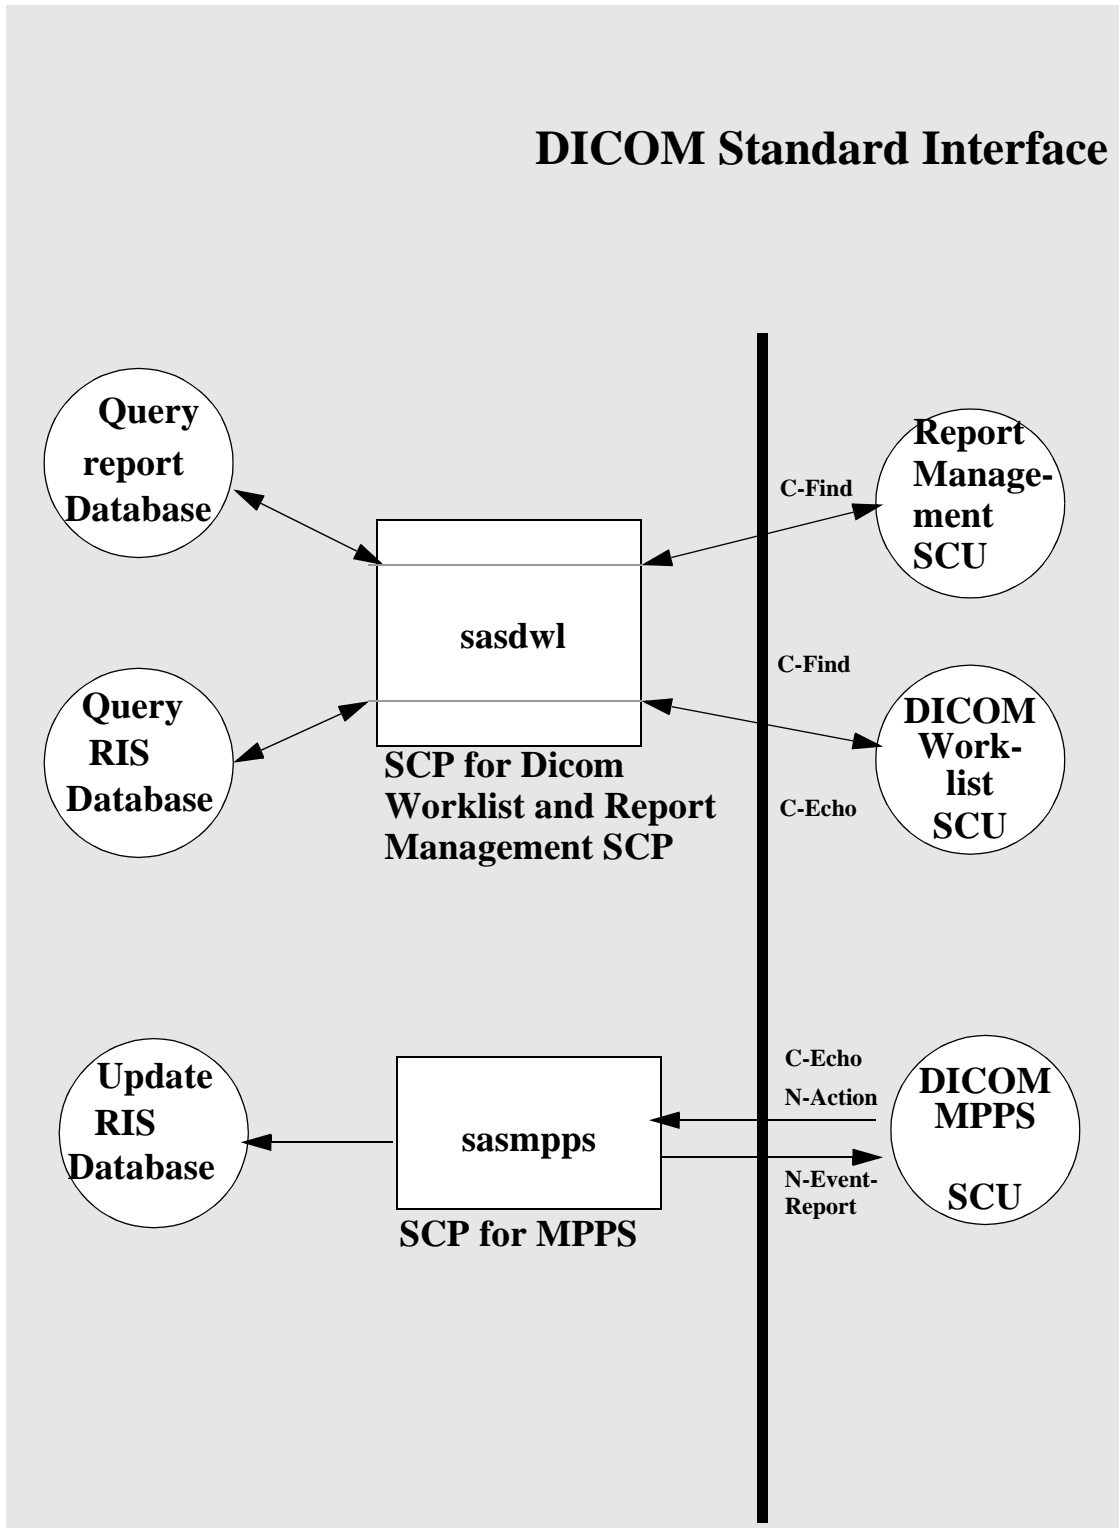 DICOM Standard Interface
Query
report
Database
C-Find
Report
Manage-
ment
SCU
sasdwl
Query
RIS
Database
SCP for Dicom
Worklist and Report
Management SCP
C-Find
C-Echo
DICOM
Work-
list
SCU
Update
RIS
Database
sasmpps
SCP for MPPS
C-Echo
N-Action
N-Event-
Report
DICOM
MPPS
SCU